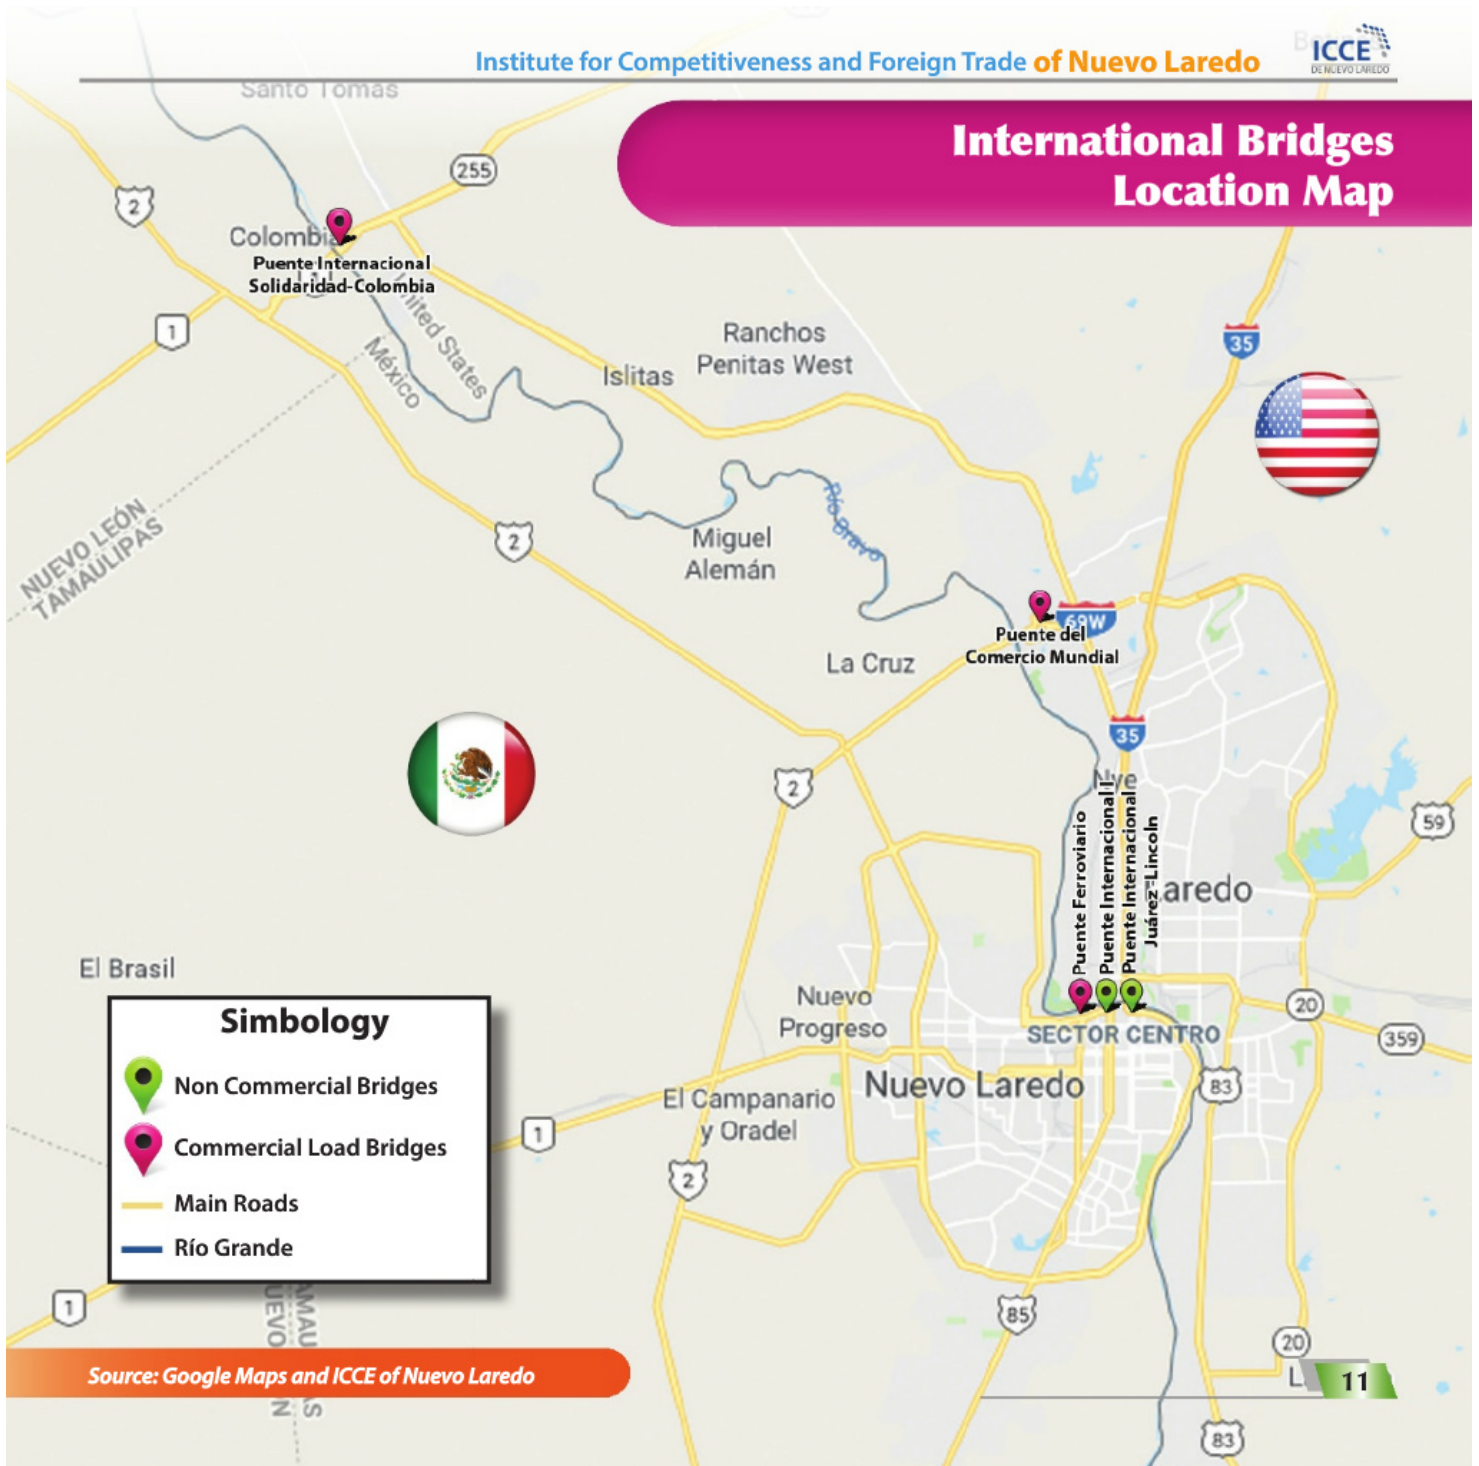 Institute for Competitiveness and Foreign Trade of Nuevo Laredo
ICCE
DE NUEVO LAREDO
International Bridges
Location Map
Santo Tomas
255
2
Colombia
Puente Internacional
Solidaridad-Colombia
1
United States
México
Ranchos
Penitas West
Islitas
35
NUEVO LEÓN
TAMAULIPAS
2
Río Bravo
Miguel
Alemán
69W
Puente del
Comercio Mundial
La Cruz
35
2
Nye
59
Puente Ferroviario
Puente Internacional I
Puente Internacional
Juárez-Lincoln
Laredo
El Brasil
Nuevo
Progreso
SECTOR CENTRO
20
359
Nuevo Laredo
83
El Campanario
y Oradel
1
2
Simbology
Non Commercial Bridges
Commercial Load Bridges
Main Roads
Río Grande
1
85
20
Source: Google Maps and ICCE of Nuevo Laredo
11
83